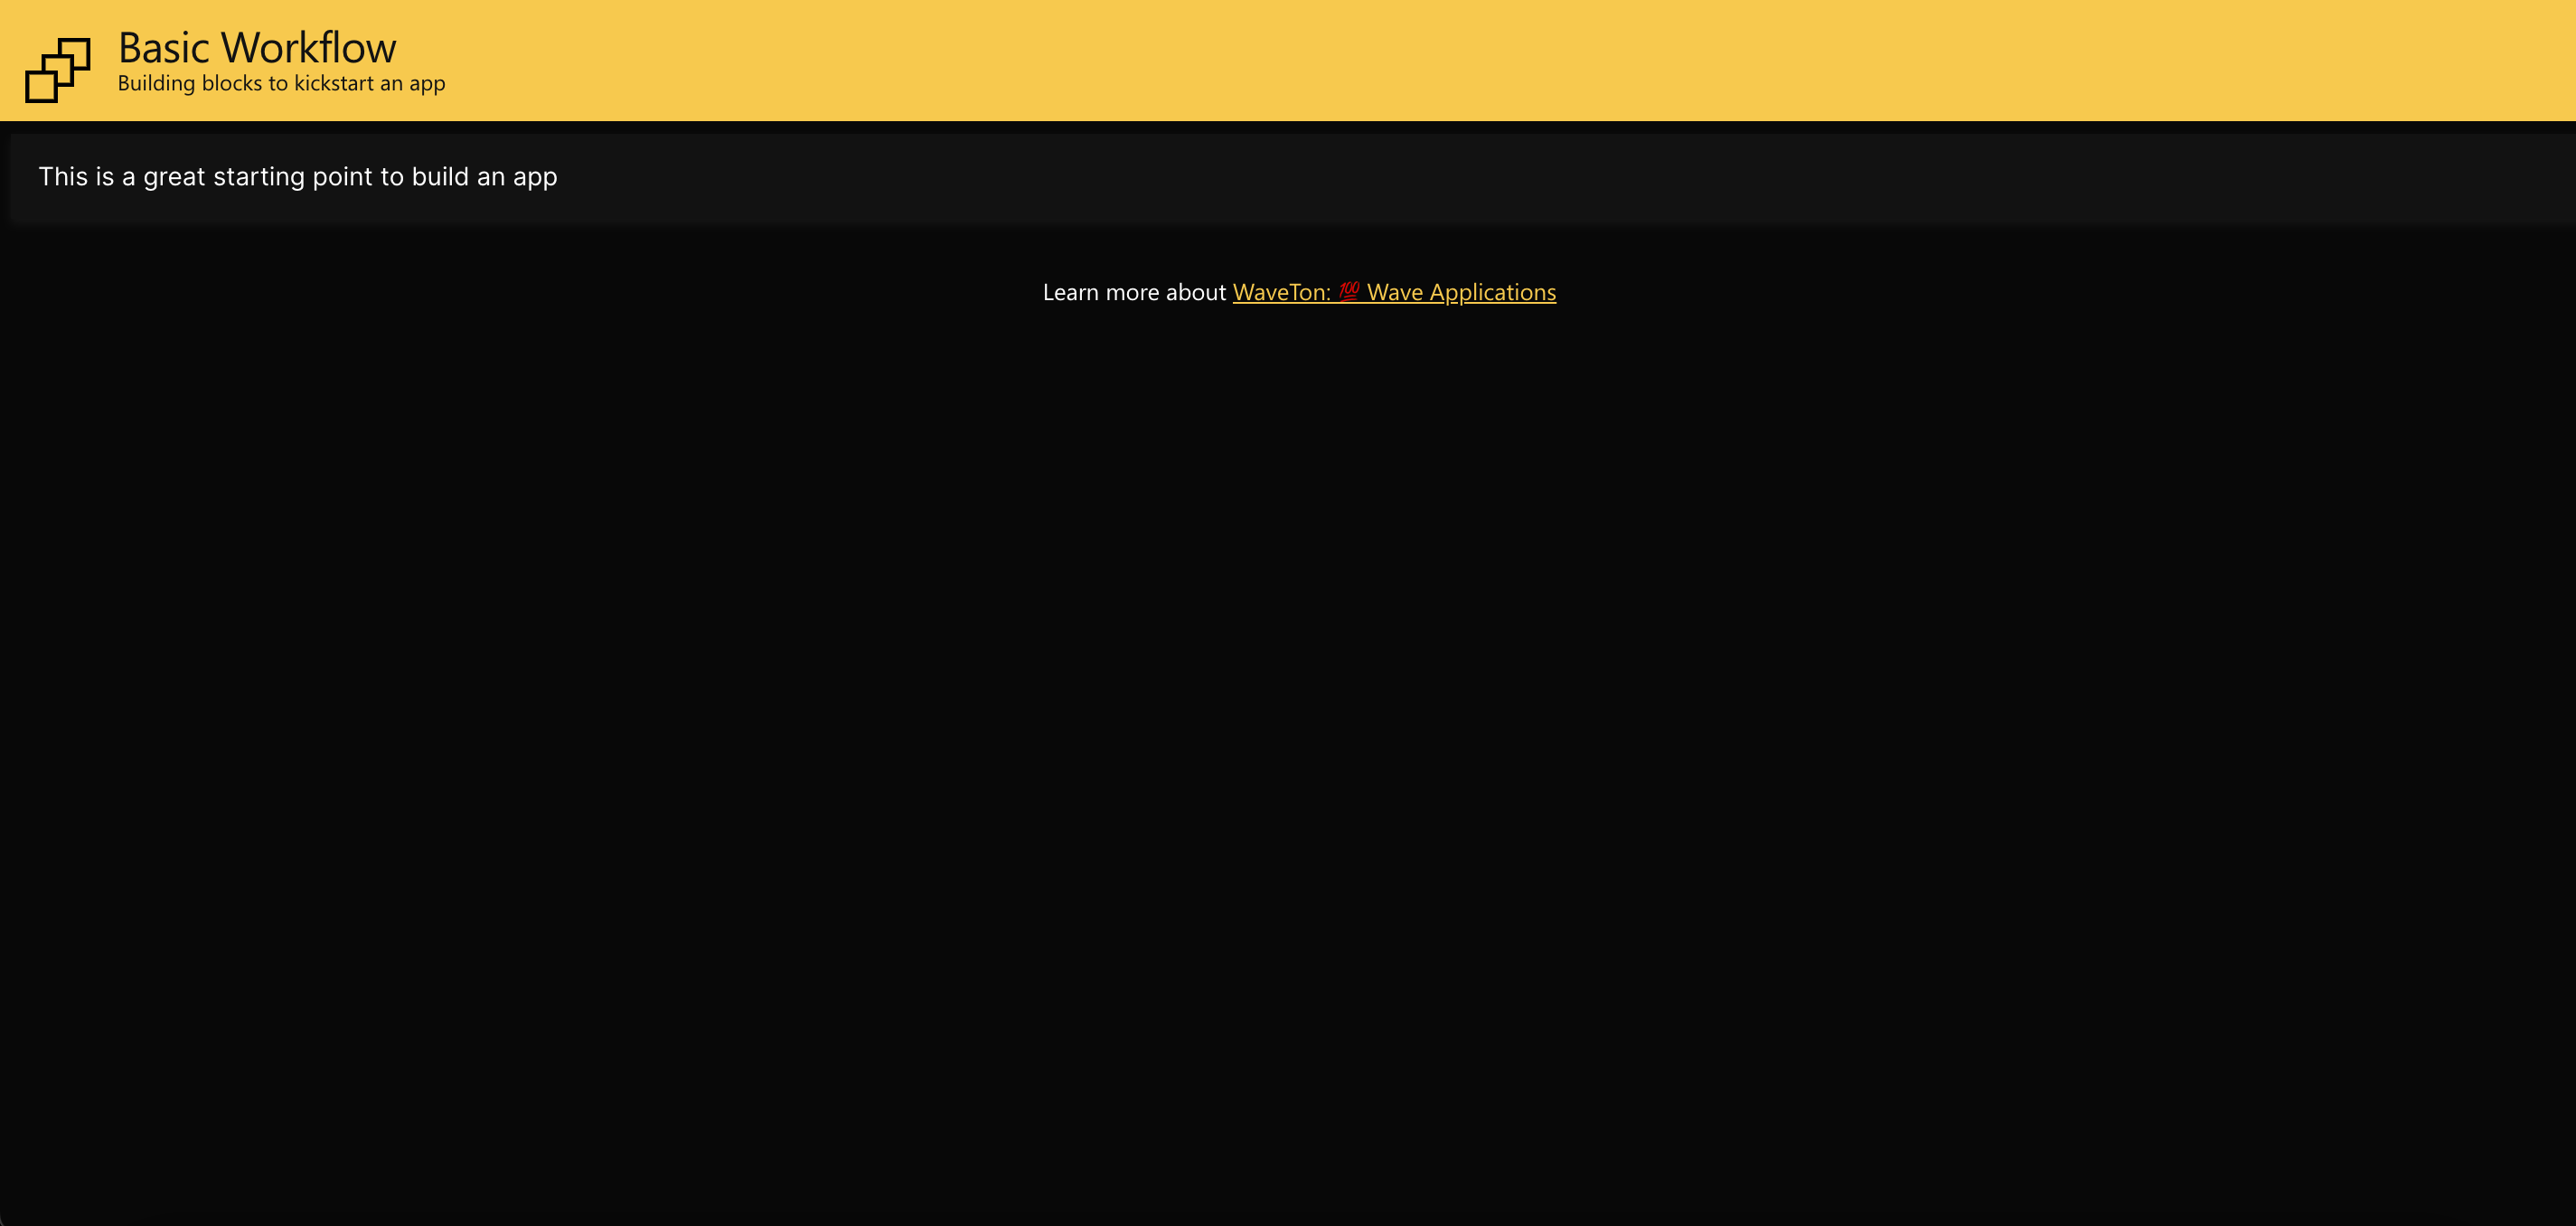 Basic Workflow
Building blocks to kickstart an app
This is a great starting point to build an app
Learn more about WaveTon: 💯 Wave Applications